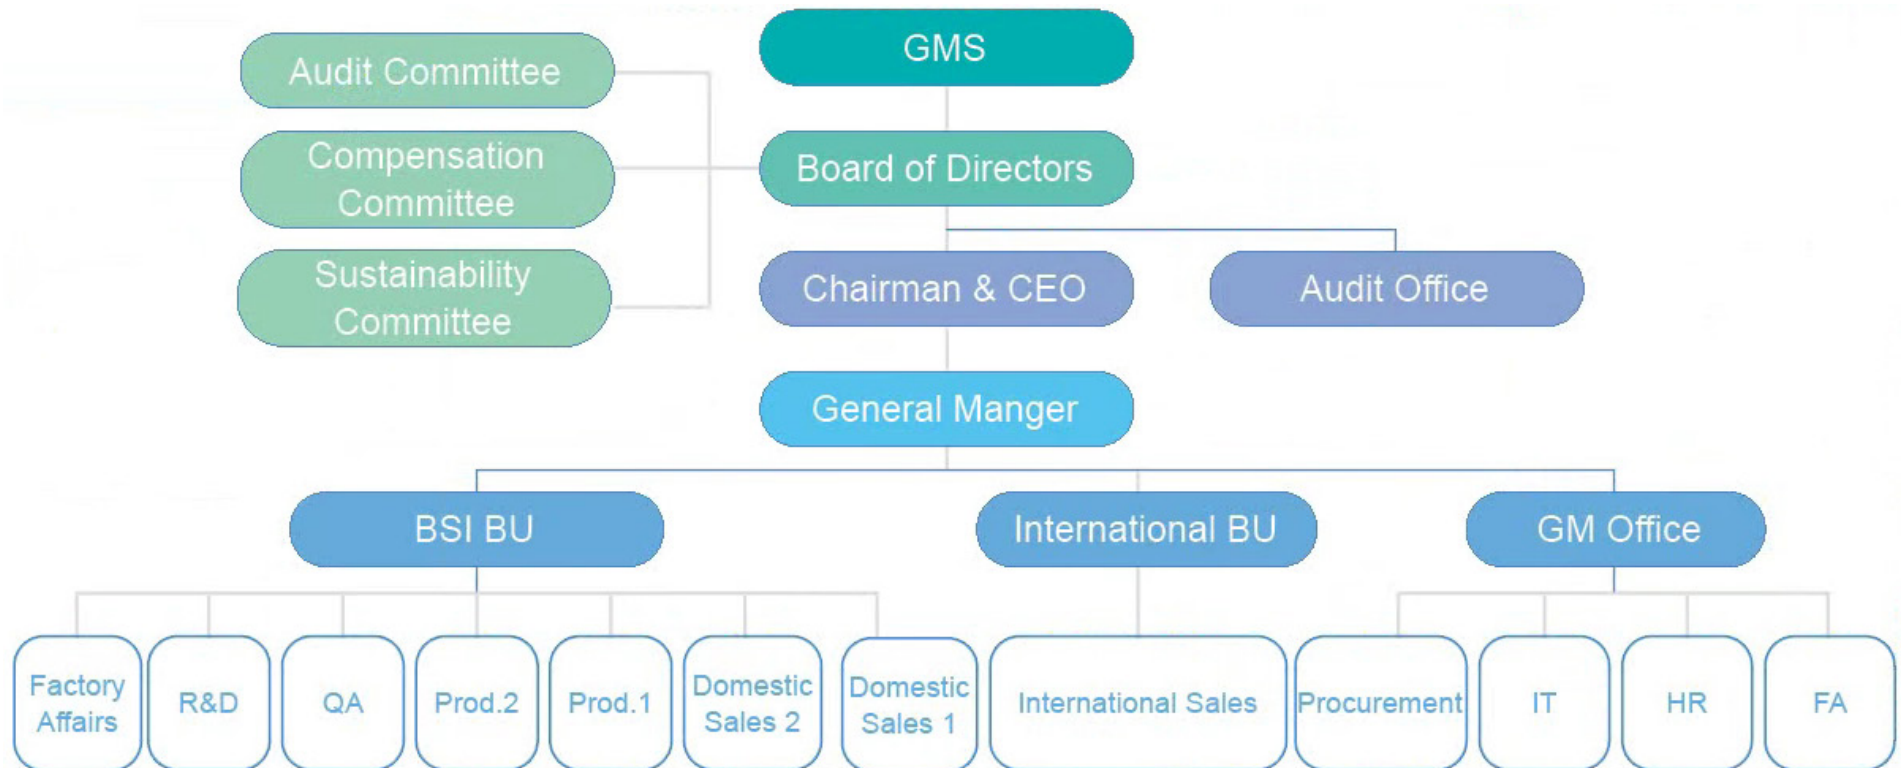 GMS
Audit Committee
Compensation
Committee
Sustainability
Committee
Board of Directors
Chairman & CEO
Audit Office
General Manger
BSI BU
International BU
GM Office
Factory
Affairs
R&D
QA
Prod.2
Prod.1
Domestic
Sales 2
Domestic
Sales 1
International Sales
Procurement
IT
HR
FA